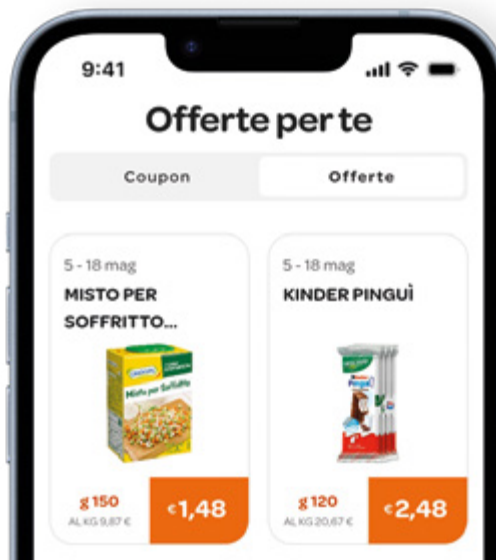 9:41
Offerte per te
Coupon
Offerte
5 - 18 mag
MISTO PER
SOFFRITTO...
Misto per Soffritto
g 150
AL KG 9,87 €
€1,48
5 - 18 mag
KINDER PINGUÌ
Pinguì
g 120
AL KG 20,67 €
€2,48